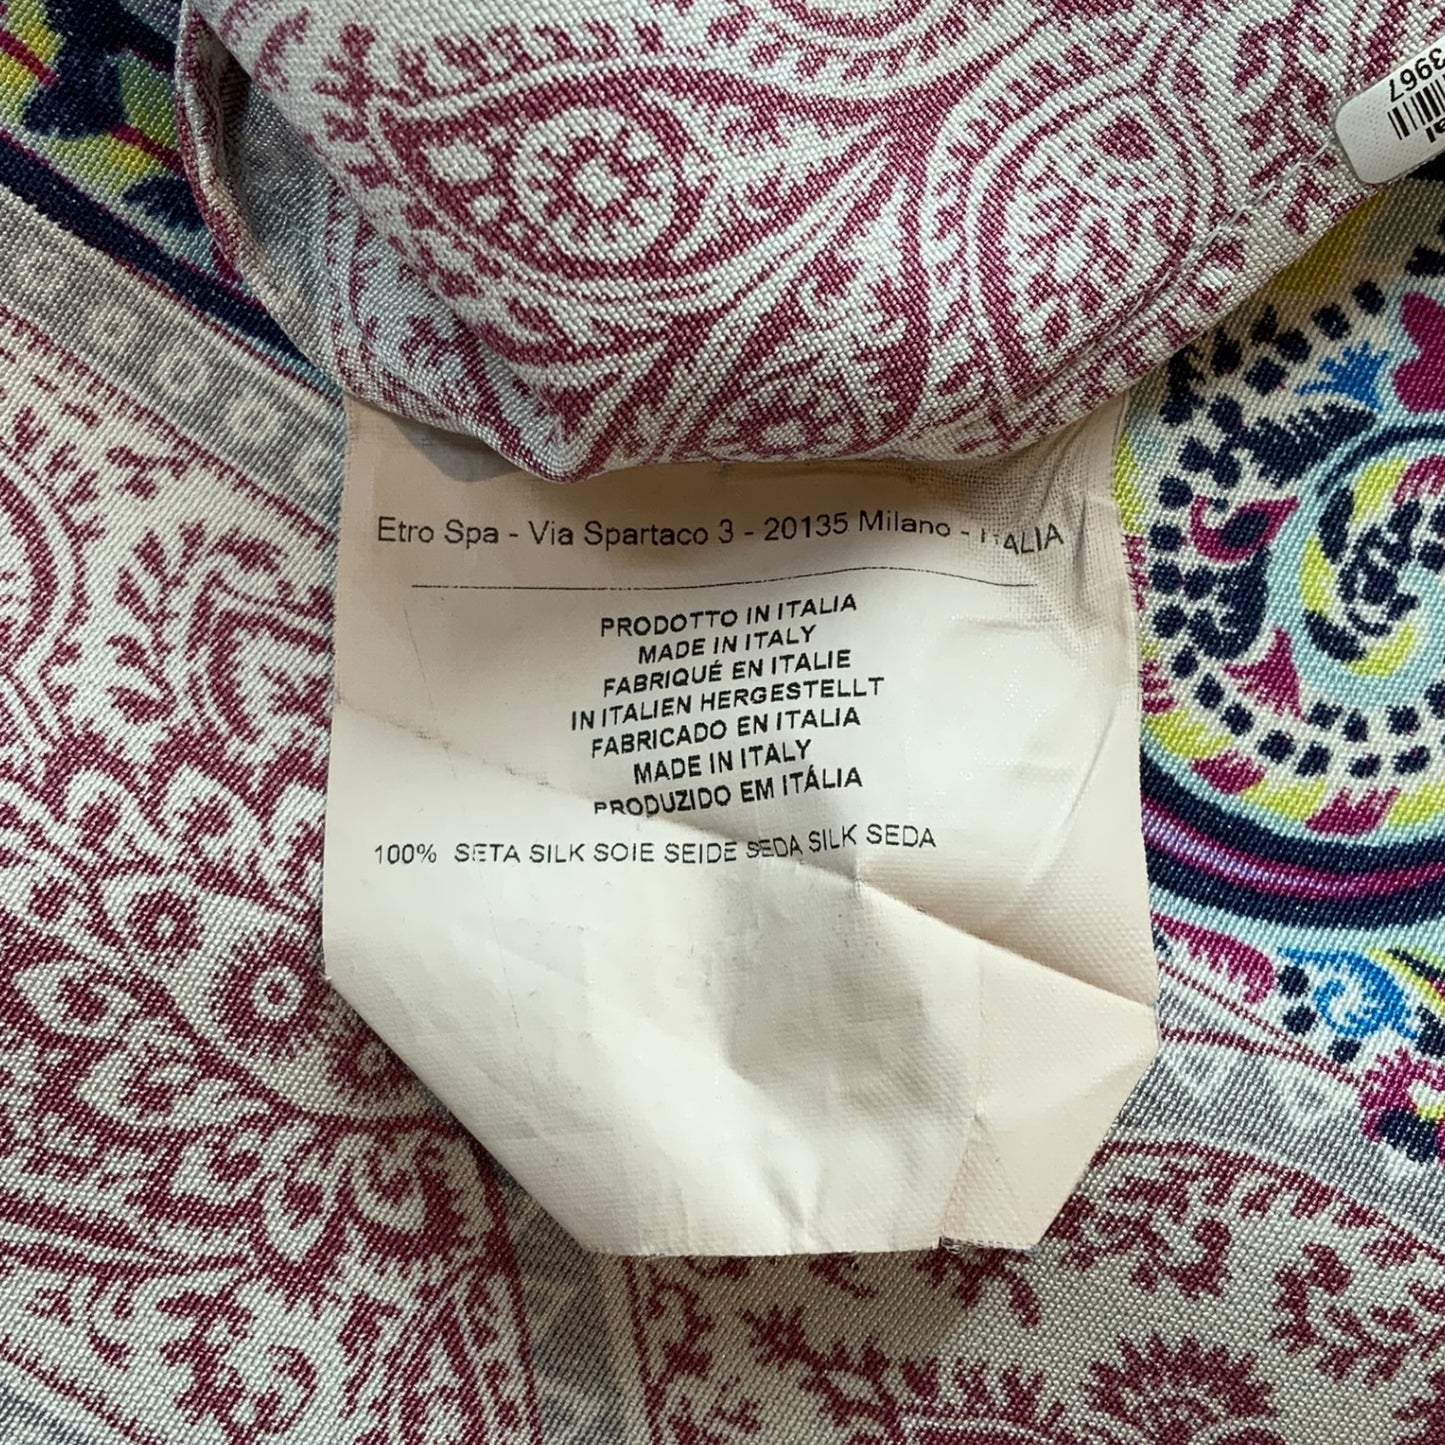 Etro Spa - Via Spartaco 3 - 20135 Milano - ITALIA
PRODOTTO IN ITALIA
MADE IN ITALY
FABRIQUÉ EN ITALIE
IN ITALIEN HERGESTELLT
FABRICADO EN ITALIA
MADE IN ITALY
PRODUZIDO EM ITÁLIA
100% SETA SILK SOIE SEIDE SEDA SILK SEDA
3967